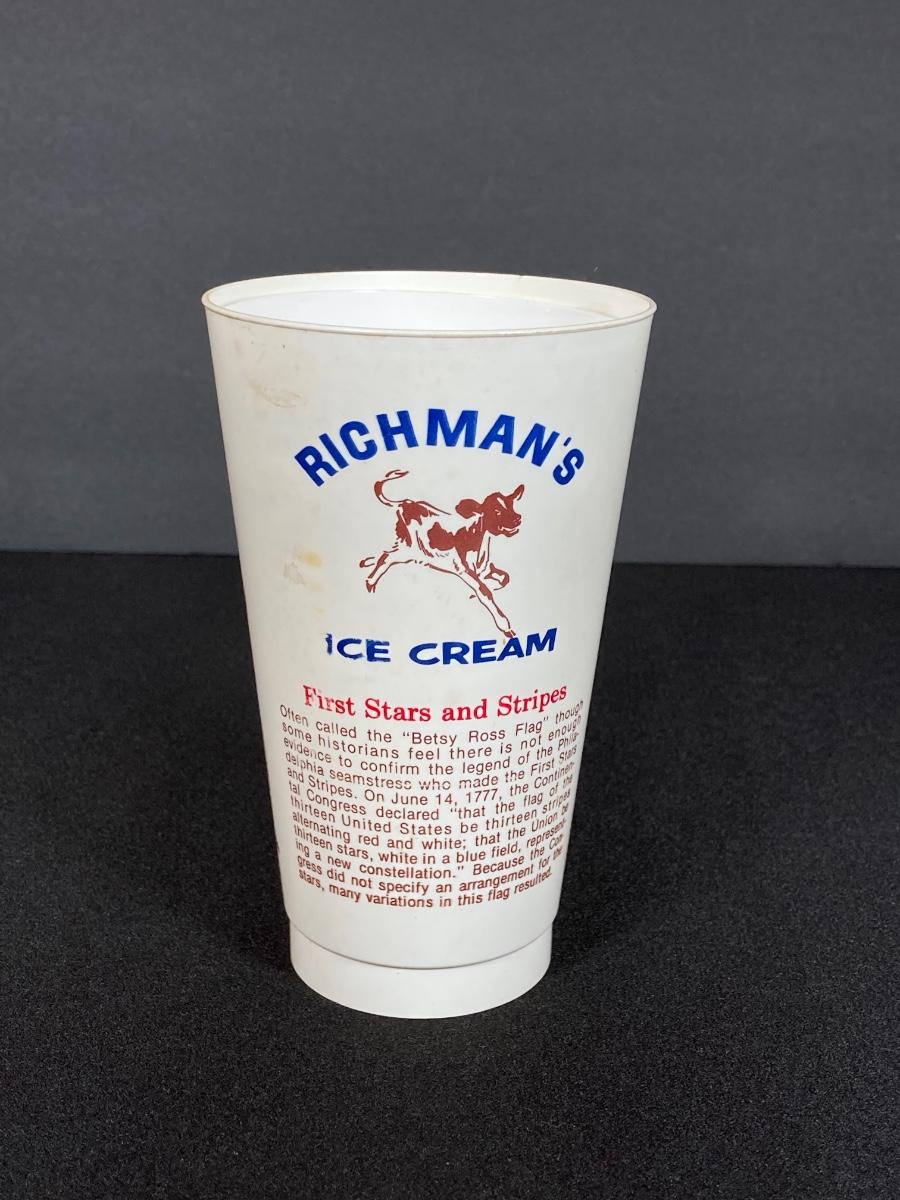 RICHMAN'S
ICE CREAM
First Stars and Stripes
Often called the "Betsy Ross Flag" though
some historians feel there is not enough
evidence to confirm the legend of the Phila-
delphia seamstress who made the First Stars
and Stripes. On June 14, 1777, the Continen-
tal Congress declared "that the flag of the
thirteen United States be thirteen stripes
alternating red and white; that the Union be
thirteen stars, white in a blue field, represent-
ing a new constellation." Because the Con-
gress did not specify an arrangement for the
stars, many variations in this flag resulted.